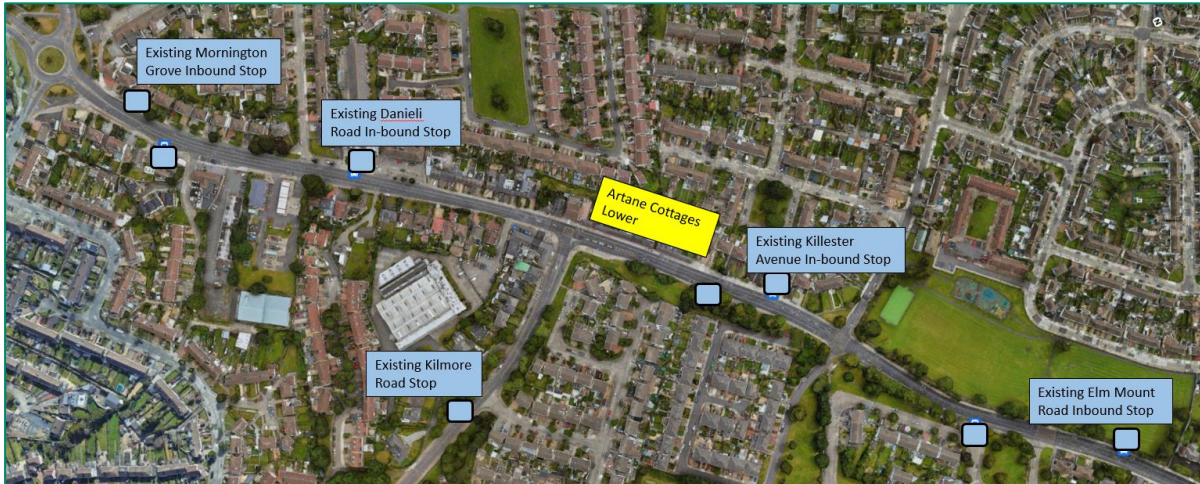 Existing Mornington
Grove Inbound Stop
Existing Danieli
Road In-bound Stop
Artane Cottages
Lower
Existing Killester
Avenue In-bound Stop
Existing Kilmore
Road Stop
Existing Elm Mount
Road Inbound Stop